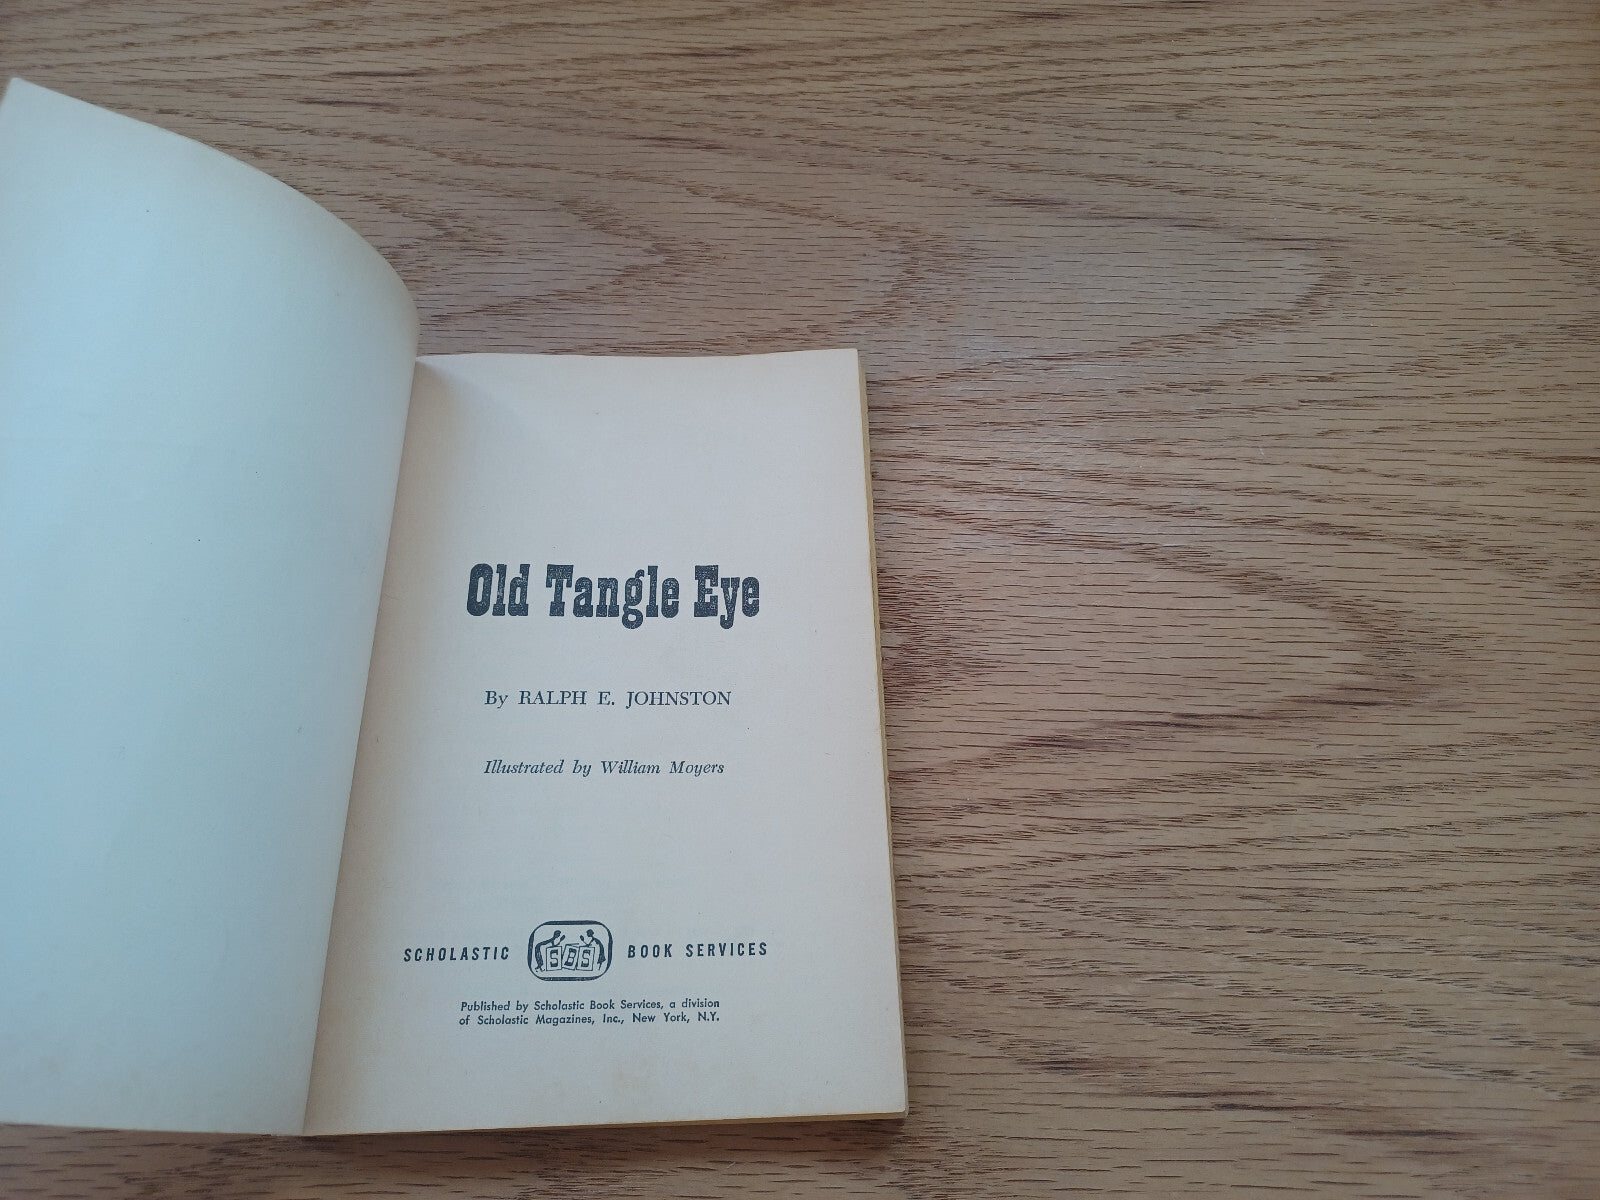 Old Tangle Eye
By RALPH E. JOHNSTON
Illustrated by William Moyers
SCHOLASTIC SBS BOOK SERVICES
Published by Scholastic Book Services, a division
of Scholastic Magazines, Inc., New York, N.Y.